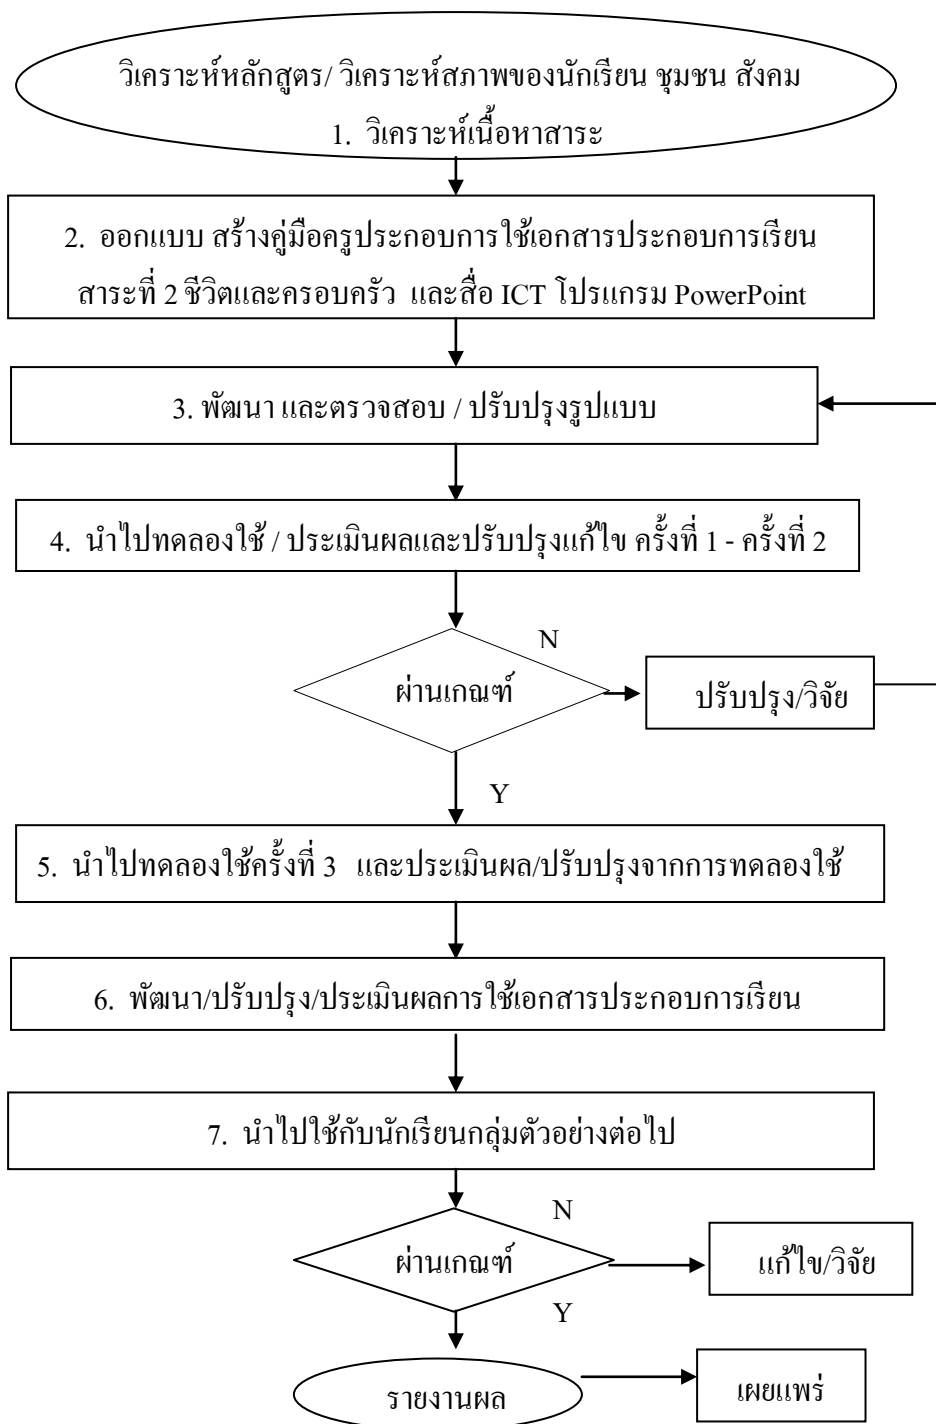 วิเคราะห์หลักสูตร/ วิเคราะห์สภาพของนักเรียน ชุมชน สังคม
1. วิเคราะห์เนื้อหาสาระ
2. ออกแบบ สร้างคู่มือครูประกอบการใช้เอกสารประกอบการเรียน
สาระที่ 2 ชีวิตและครอบครัว และสื่อ ICT โปรแกรม PowerPoint
3. พัฒนา และตรวจสอบ / ปรับปรุงรูปแบบ
4. นำไปทดลองใช้ / ประเมินผลและปรับปรุงแก้ไข ครั้งที่ 1 - ครั้งที่ 2
N
ผ่านเกณฑ์
ปรับปรุง/วิจัย
Y
5. นำไปทดลองใช้ครั้งที่ 3 และประเมินผล/ปรับปรุงจากการทดลองใช้
6. พัฒนา/ปรับปรุง/ประเมินผลการใช้เอกสารประกอบการเรียน
7. นำไปใช้กับนักเรียนกลุ่มตัวอย่างต่อไป
N
ผ่านเกณฑ์
แก้ไข/วิจัย
Y
รายงานผล
เผยแพร่